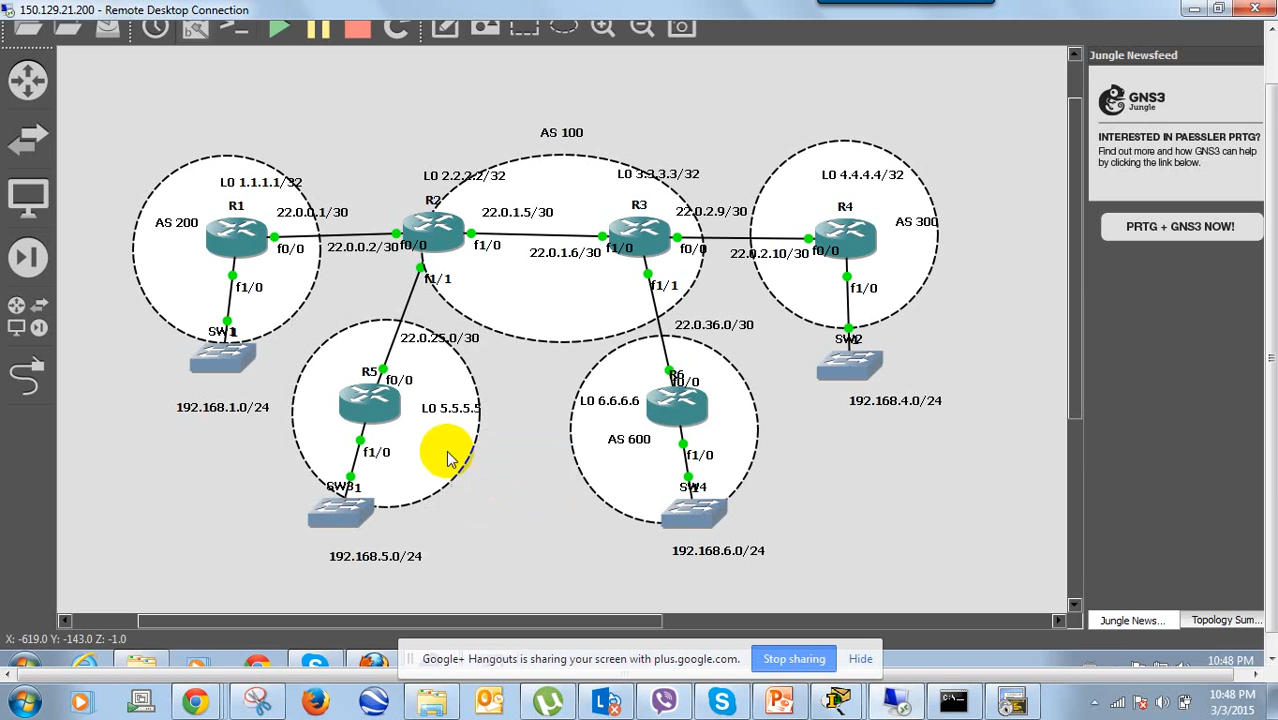 150.129.21.200 - Remote Desktop Connection
Jungle Newsfeed
GNS3
Jungle
INTERESTED IN PAESSLER PRTG?
Find out more and how GNS3 can help
by clicking the link below.
PRTG + GNS3 NOW!
AS 100
L0 1.1.1.1/32
L0 2.2.2.2/32
L0 3.3.3.3/32
L0 4.4.4.4/32
R1
R2
R3
R4
AS 200
22.0.0.1/30
22.0.1.5/30
22.0.2.9/30
AS 300
f0/0
22.0.0.2/30
f0/0
f1/0
22.0.1.6/30
f1/0
f0/0
22.0.2.10/30
f0/0
f1/0
f1/1
f1/1
f1/0
SW1
1
22.0.25.0/30
22.0.36.0/30
SW2
1
R5
f0/0
R6
f0/0
192.168.1.0/24
L0 5.5.5.5
L0 6.6.6.6
192.168.4.0/24
AS 600
f1/0
f1/0
SW3
1
SW4
1
192.168.5.0/24
192.168.6.0/24
Jungle News...
Topology Sum...
X: -619.0 Y: -143.0 Z: -1.0
Google+ Hangouts is sharing your screen with plus.google.com.
Stop sharing
Hide
10:48 PM
10:48 PM
3/3/2015